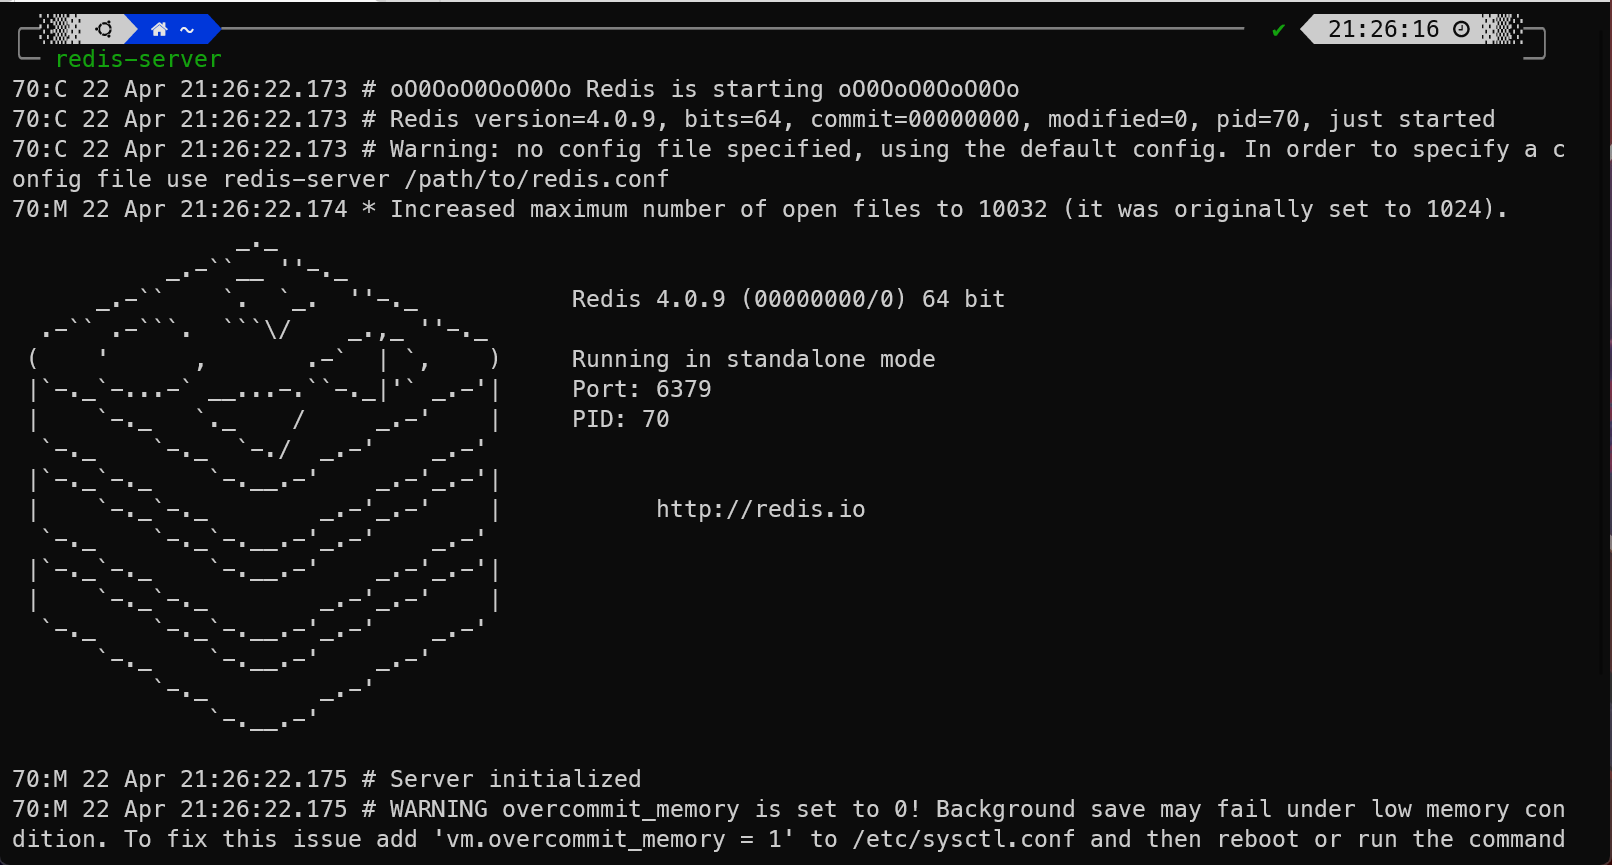 ~ ✔ 21:26:16
redis-server
70:C 22 Apr 21:26:22.173 # oO0OoO0OoO0Oo Redis is starting oO0OoO0OoO0Oo
70:C 22 Apr 21:26:22.173 # Redis version=4.0.9, bits=64, commit=00000000, modified=0, pid=70, just started
70:C 22 Apr 21:26:22.173 # Warning: no config file specified, using the default config. In order to specify a c
onfig file use redis-server /path/to/redis.conf
70:M 22 Apr 21:26:22.174 * Increased maximum number of open files to 10032 (it was originally set to 1024).
Redis 4.0.9 (00000000/0) 64 bit
Running in standalone mode
Port: 6379
PID: 70
http://redis.io
70:M 22 Apr 21:26:22.175 # Server initialized
70:M 22 Apr 21:26:22.175 # WARNING overcommit_memory is set to 0! Background save may fail under low memory con
dition. To fix this issue add 'vm.overcommit_memory = 1' to /etc/sysctl.conf and then reboot or run the command